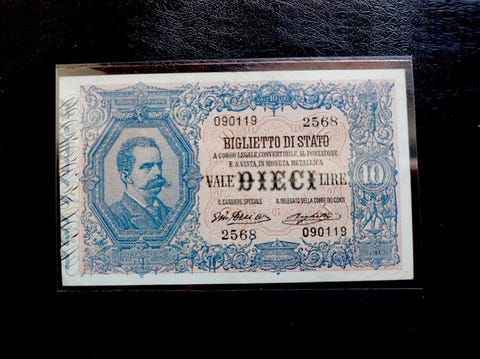 090119 2568
BIGLIETTO DI STATO
A CORSO LEGALE, CONVERTIBILE, AL PORTATORE
E A VISTA, IN MONETA METALLICA
VALE DIECI LIRE
IL CASSIERE SPECIALE IL DELEGATO DELLA CORTE DEI CONTI
2568 090119
10